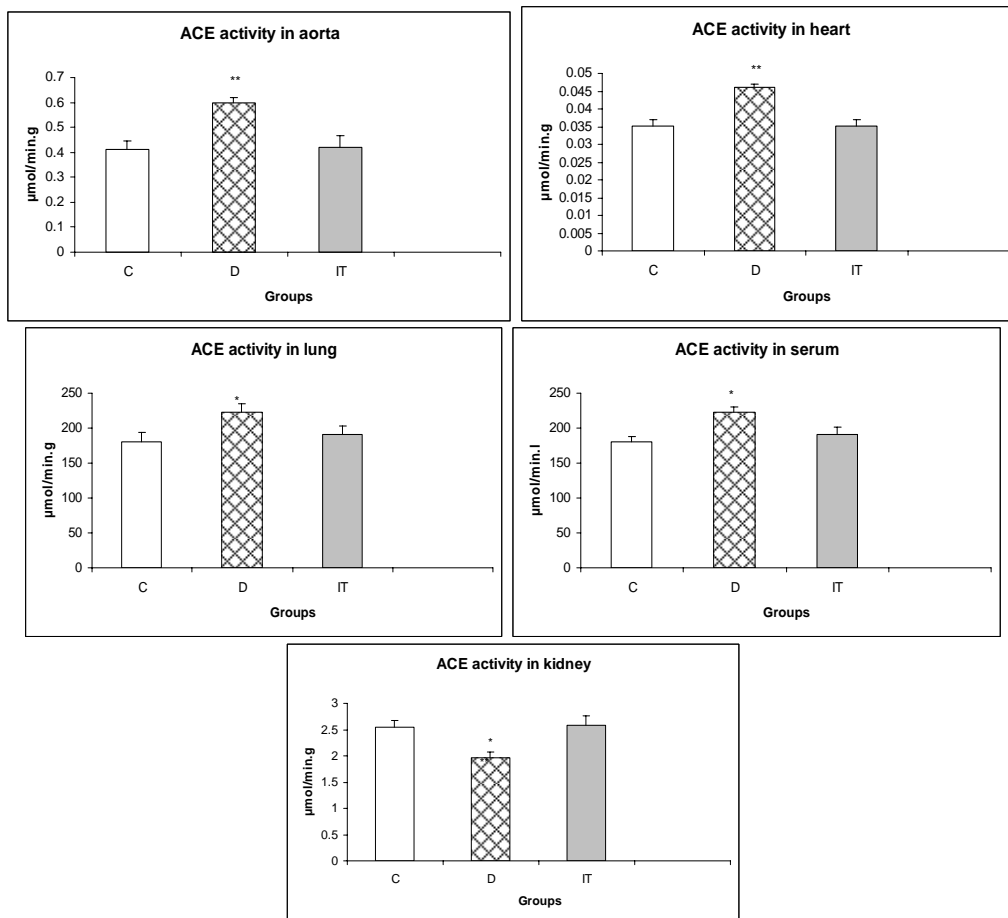 ACE activity in aorta
**
0.7
0.6
0.5
0.4
0.3
0.2
0.1
0
µmol/min.g
C D IT
Groups
ACE activity in heart
**
0.05
0.045
0.04
0.035
0.03
0.025
0.02
0.015
0.01
0.005
0
µmol/min.g
C D IT
Groups
ACE activity in lung
*
250
200
150
100
50
0
µmol/min.g
C D IT
Groups
ACE activity in serum
*
250
200
150
100
50
0
µmol/min.l
C D IT
Groups
ACE activity in kidney
*
**
3
2.5
2
1.5
1
0.5
0
µmol/min.g
C D IT
Groups